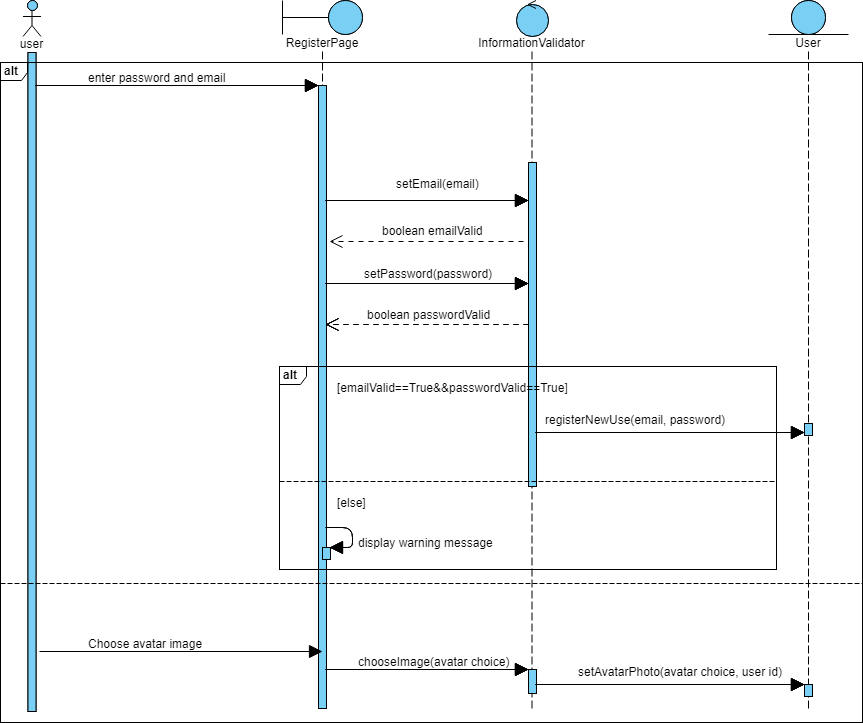 user
RegisterPage
InformationValidator
User
alt
enter password and email
setEmail(email)
boolean emailValid
setPassword(password)
boolean passwordValid
alt
[emailValid==True&&passwordValid==True]
registerNewUse(email, password)
[else]
display warning message
Choose avatar image
chooseImage(avatar choice)
setAvatarPhoto(avatar choice, user id)